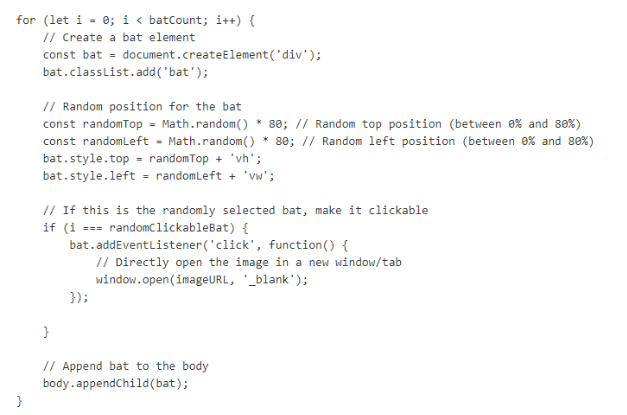 for (let i = 0; i < batCount; i++) {
    // Create a bat element
    const bat = document.createElement('div');
    bat.classList.add('bat');

    // Random position for the bat
    const randomTop = Math.random() * 80; // Random top position (between 0% and 80%)
    const randomLeft = Math.random() * 80; // Random left position (between 0% and 80%)
    bat.style.top = randomTop + 'vh';
    bat.style.left = randomLeft + 'vw';

    // If this is the randomly selected bat, make it clickable
    if (i === randomClickableBat) {
        bat.addEventListener('click', function() {
            // Directly open the image in a new window/tab
            window.open(imageURL, '_blank');
        });

    }

    // Append bat to the body
    body.appendChild(bat);
}